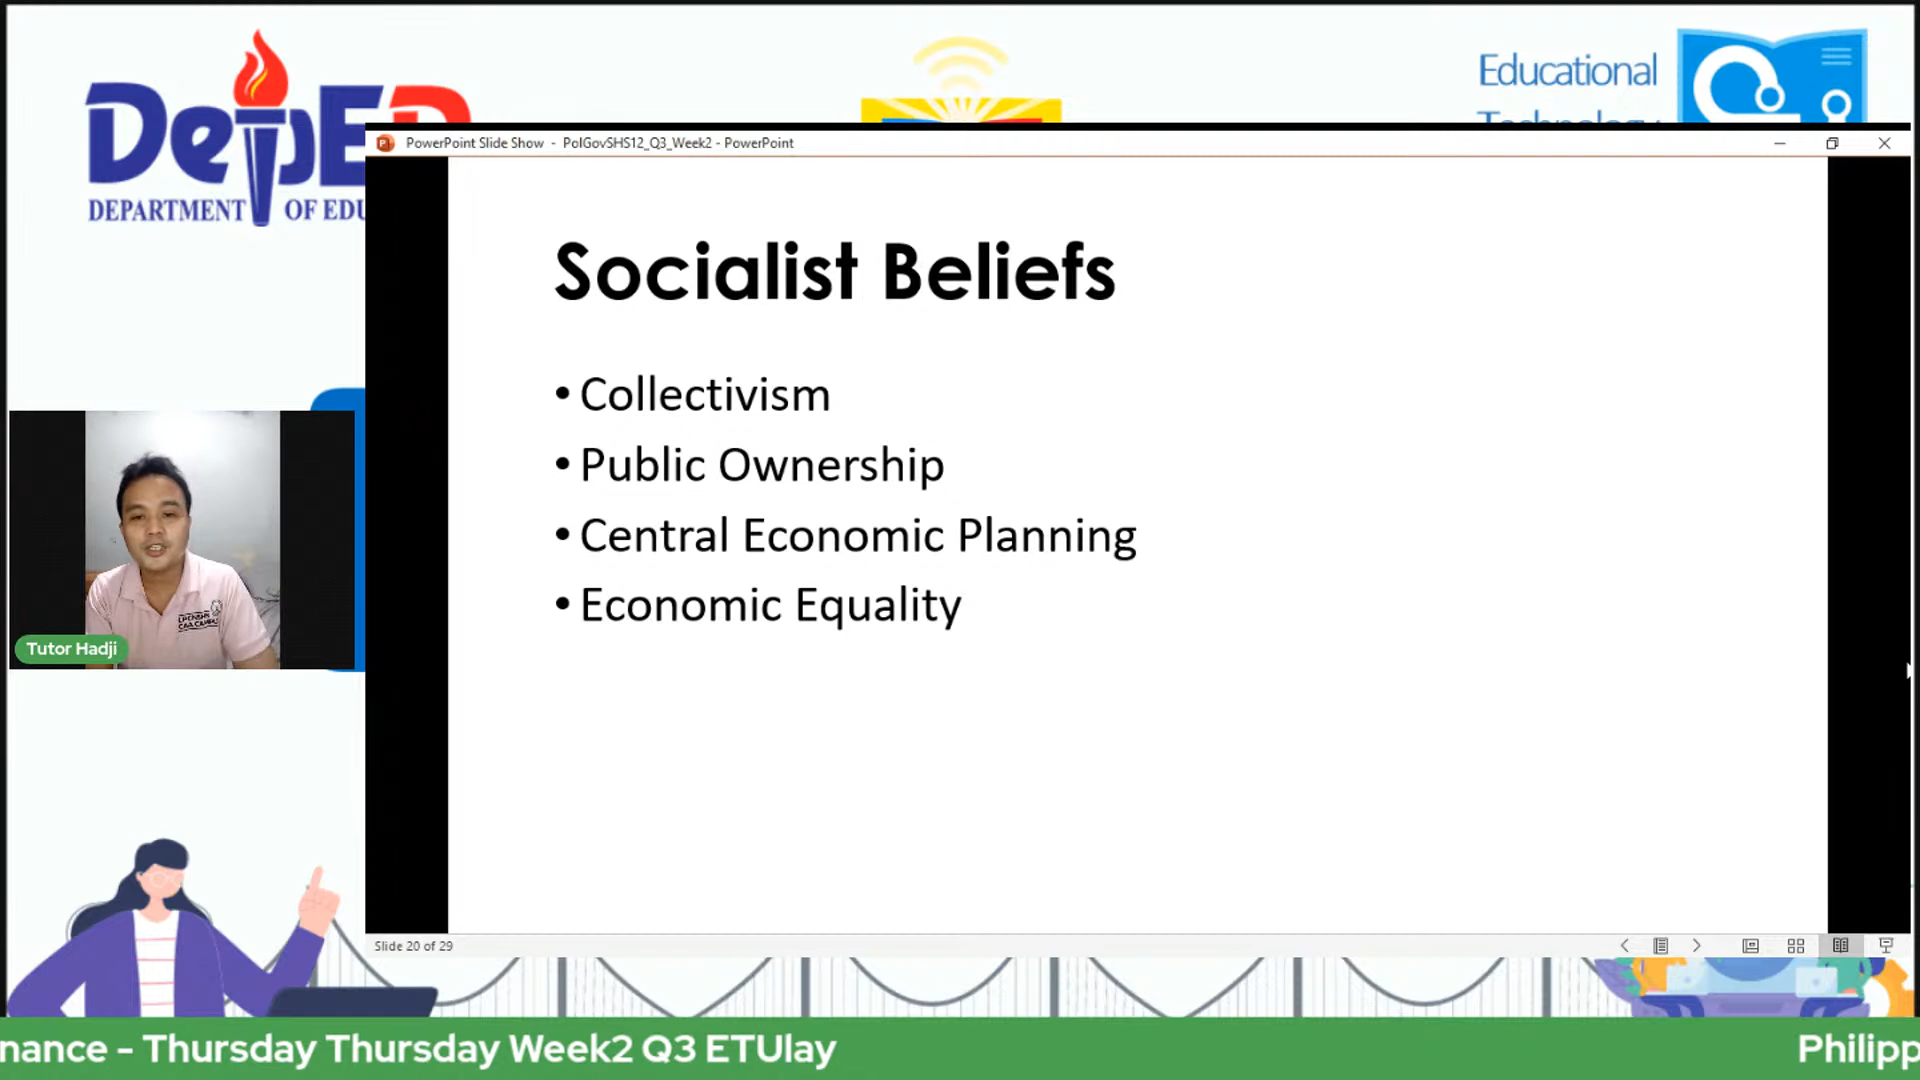 DepED
DEPARTMENT OF EDU
Educational
Technology
PowerPoint Slide Show - PolGovSHS12_Q3_Week2 - PowerPoint
Socialist Beliefs
• Collectivism
• Public Ownership
• Central Economic Planning
• Economic Equality
Tutor Hadji
Slide 20 of 29
nance - Thursday Thursday Week2 Q3 ETUlay
Philipp